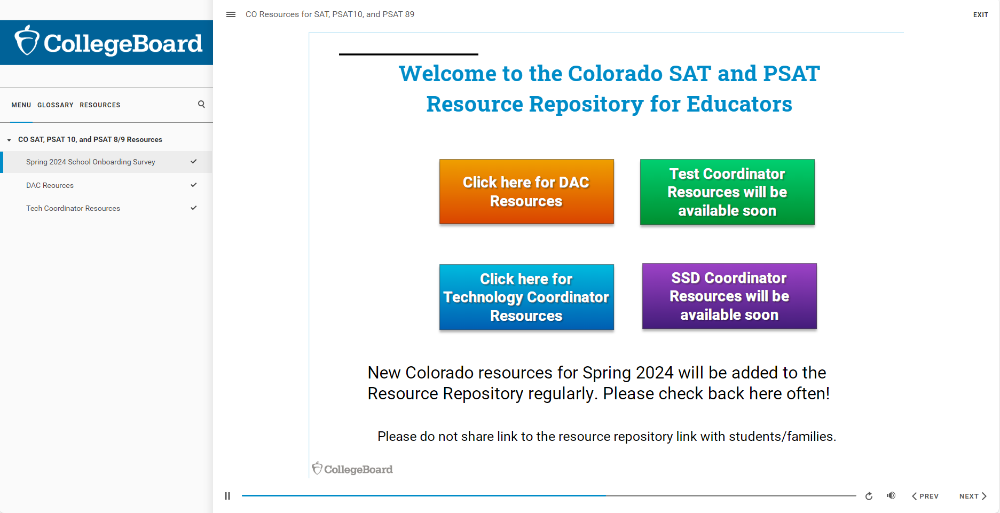 CollegeBoard
MENU GLOSSARY RESOURCES
CO SAT, PSAT 10, and PSAT 8/9 Resources
Spring 2024 School Onboarding Survey
DAC Reources
Tech Coordinator Resources
CO Resources for SAT, PSAT10, and PSAT 89
EXIT
Welcome to the Colorado SAT and PSAT
Resource Repository for Educators
Click here for DAC
Resources
Test Coordinator
Resources will be
available soon
Click here for
Technology Coordinator
Resources
SSD Coordinator
Resources will be
available soon
New Colorado resources for Spring 2024 will be added to the
Resource Repository regularly. Please check back here often!
Please do not share link to the resource repository link with students/families.
CollegeBoard
PREV
NEXT